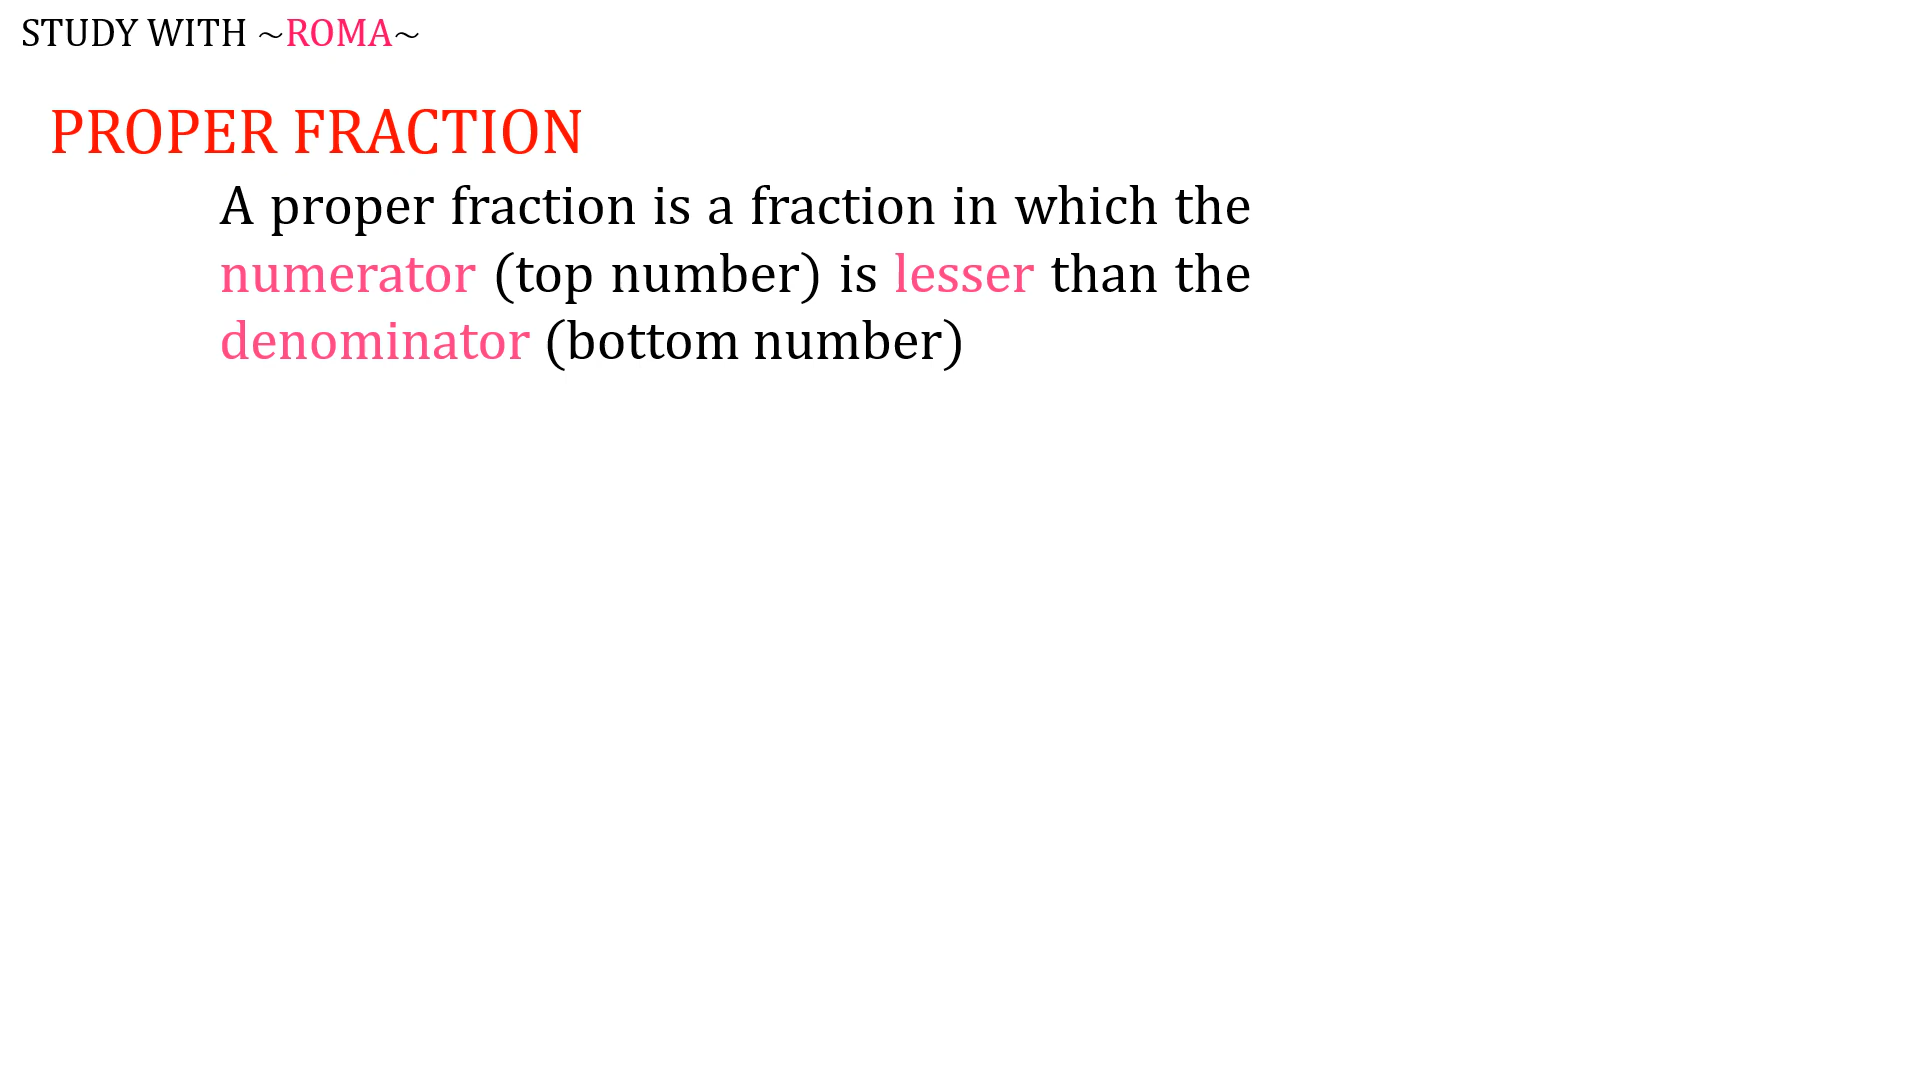 STUDY WITH ~ROMA~
PROPER FRACTION
A proper fraction is a fraction in which the
numerator (top number) is lesser than the
denominator (bottom number)